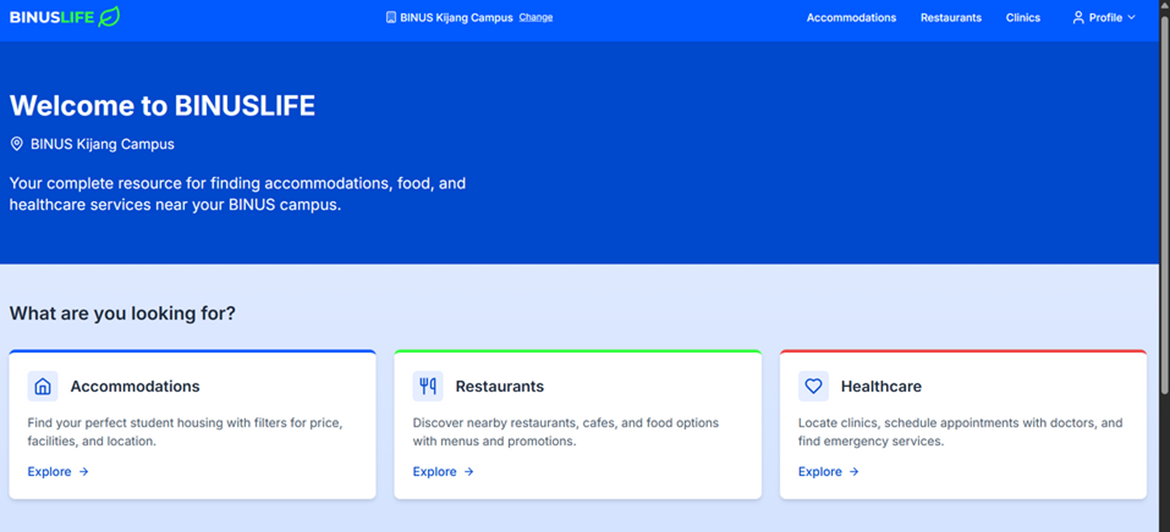 BINUSLIFE
BINUS Kijang Campus Change
Accommodations Restaurants Clinics Profile
Welcome to BINUSLIFE
BINUS Kijang Campus
Your complete resource for finding accommodations, food, and
healthcare services near your BINUS campus.
What are you looking for?
Accommodations
Find your perfect student housing with filters for price,
facilities, and location.
Explore →
Restaurants
Discover nearby restaurants, cafes, and food options
with menus and promotions.
Explore →
Healthcare
Locate clinics, schedule appointments with doctors, and
find emergency services.
Explore →